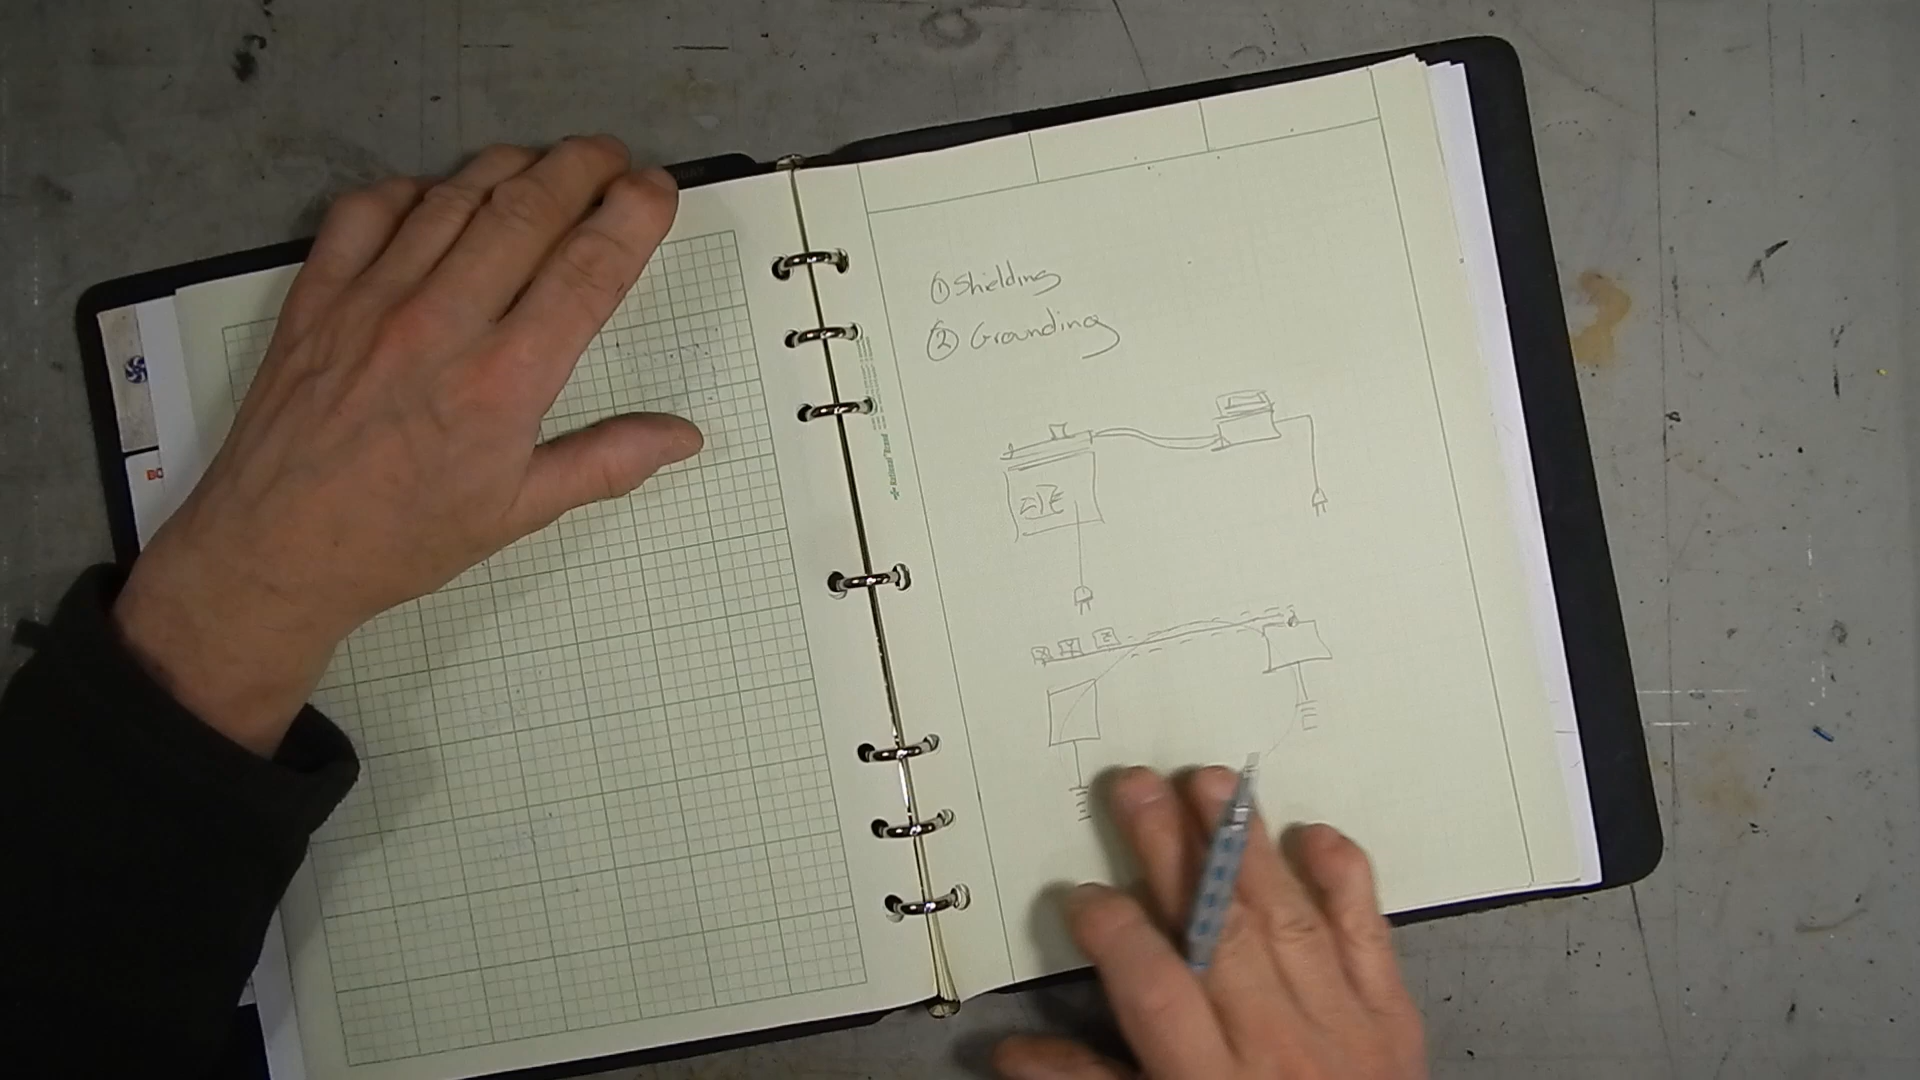 ① Shielding
② Grounding
X Y Z